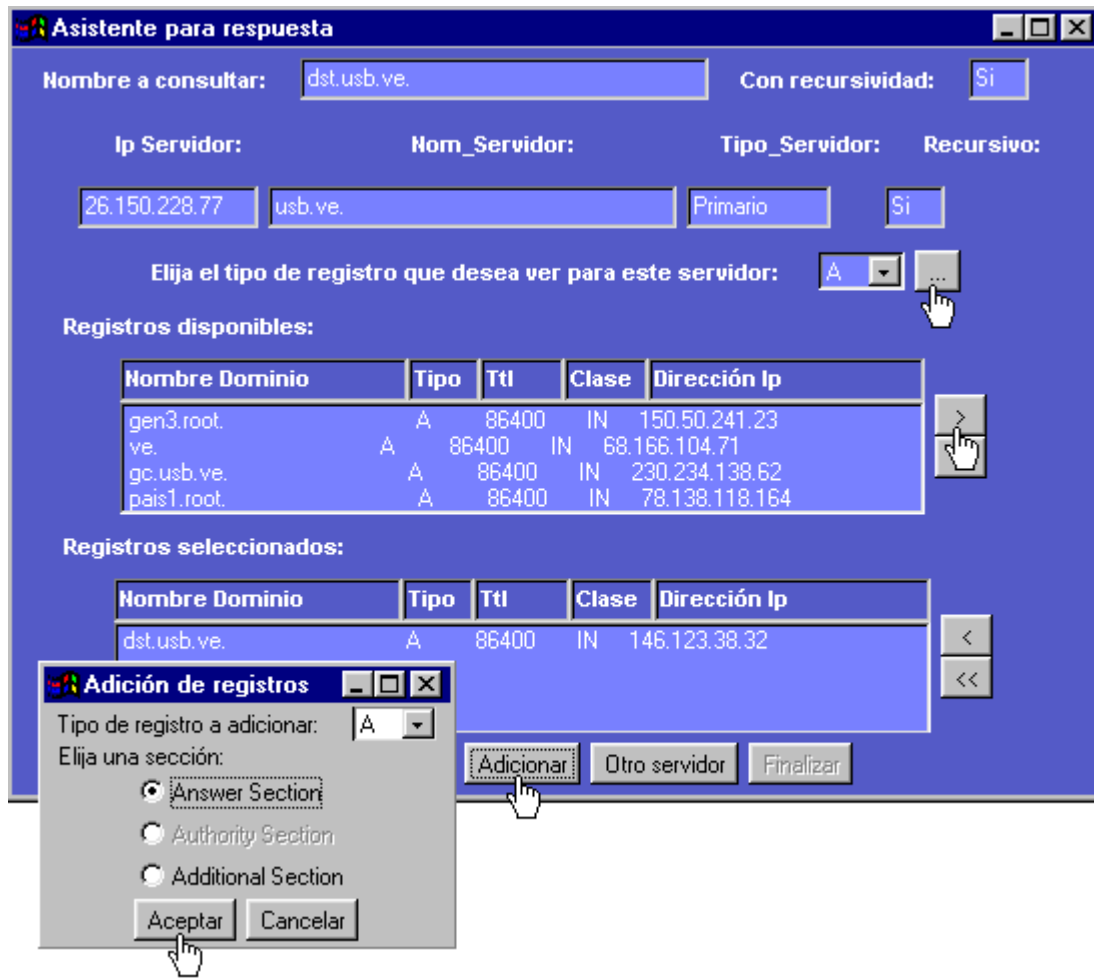 Asistente para respuesta
Nombre a consultar: dst.usb.ve. Con recursividad: Si
Ip Servidor: Nom_Servidor: Tipo_Servidor: Recursivo:
26.150.228.77 usb.ve. Primario Si
Elija el tipo de registro que desea ver para este servidor: A ...
Registros disponibles:
Nombre Dominio Tipo Ttl Clase Dirección Ip
gen3.root. A 86400 IN 150.50.241.23
ve. A 86400 IN 68.166.104.71
gc.usb.ve. A 86400 IN 230.234.138.62
pais1.root. A 86400 IN 78.138.118.164
>
Registros seleccionados:
Nombre Dominio Tipo Ttl Clase Dirección Ip
dst.usb.ve. A 86400 IN 146.123.38.32
<
<<
Adicionar Otro servidor Finalizar
Adición de registros
Tipo de registro a adicionar: A
Elija una sección:
Answer Section
Authority Section
Additional Section
Aceptar Cancelar